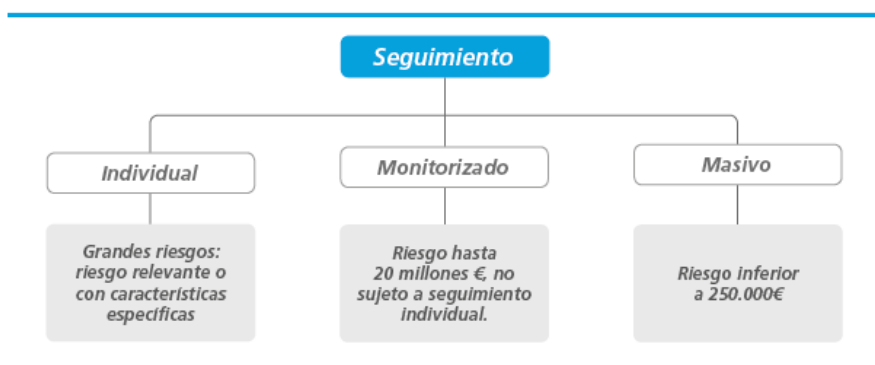 Seguimiento
Individual
Monitorizado
Masivo
Grandes riesgos:
riesgo relevante o
con características
específicas
Riesgo hasta
20 millones €, no
sujeto a seguimiento
individual.
Riesgo inferior
a 250.000€